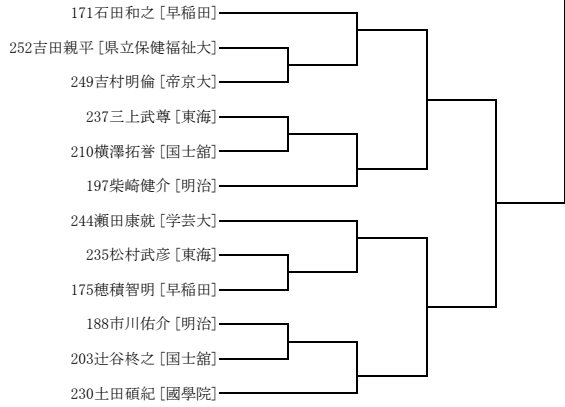 171石田和之 [早稲田]
252吉田親平 [県立保健福祉大]
249吉村明倫 [帝京大]
237三上武尊 [東海]
210横澤拓誉 [国士舘]
197柴崎健介 [明治]
244瀬田康就 [学芸大]
235松村武彦 [東海]
175穂積智明 [早稲田]
188市川佑介 [明治]
203辻谷柊之 [国士舘]
230土田碩紀 [國學院]